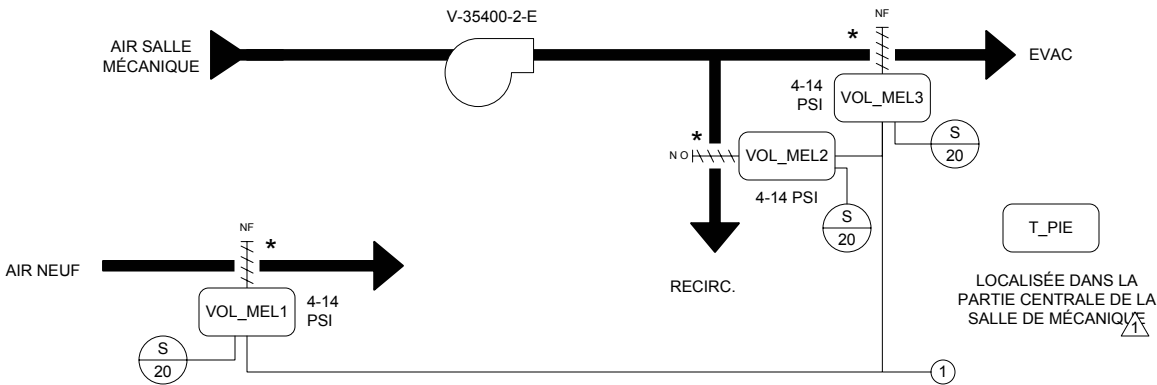 V-35400-2-E
AIR SALLE
MÉCANIQUE
NF
*
EVAC
4-14
PSI
VOL_MEL3
S
20
*
N O
VOL_MEL2
4-14 PSI
S
20
T_PIE
RECIRC.
LOCALISÉE DANS LA
PARTIE CENTRALE DE LA
SALLE DE MÉCANIQUE
1
NF
*
AIR NEUF
VOL_MEL1
4-14
PSI
S
20
1